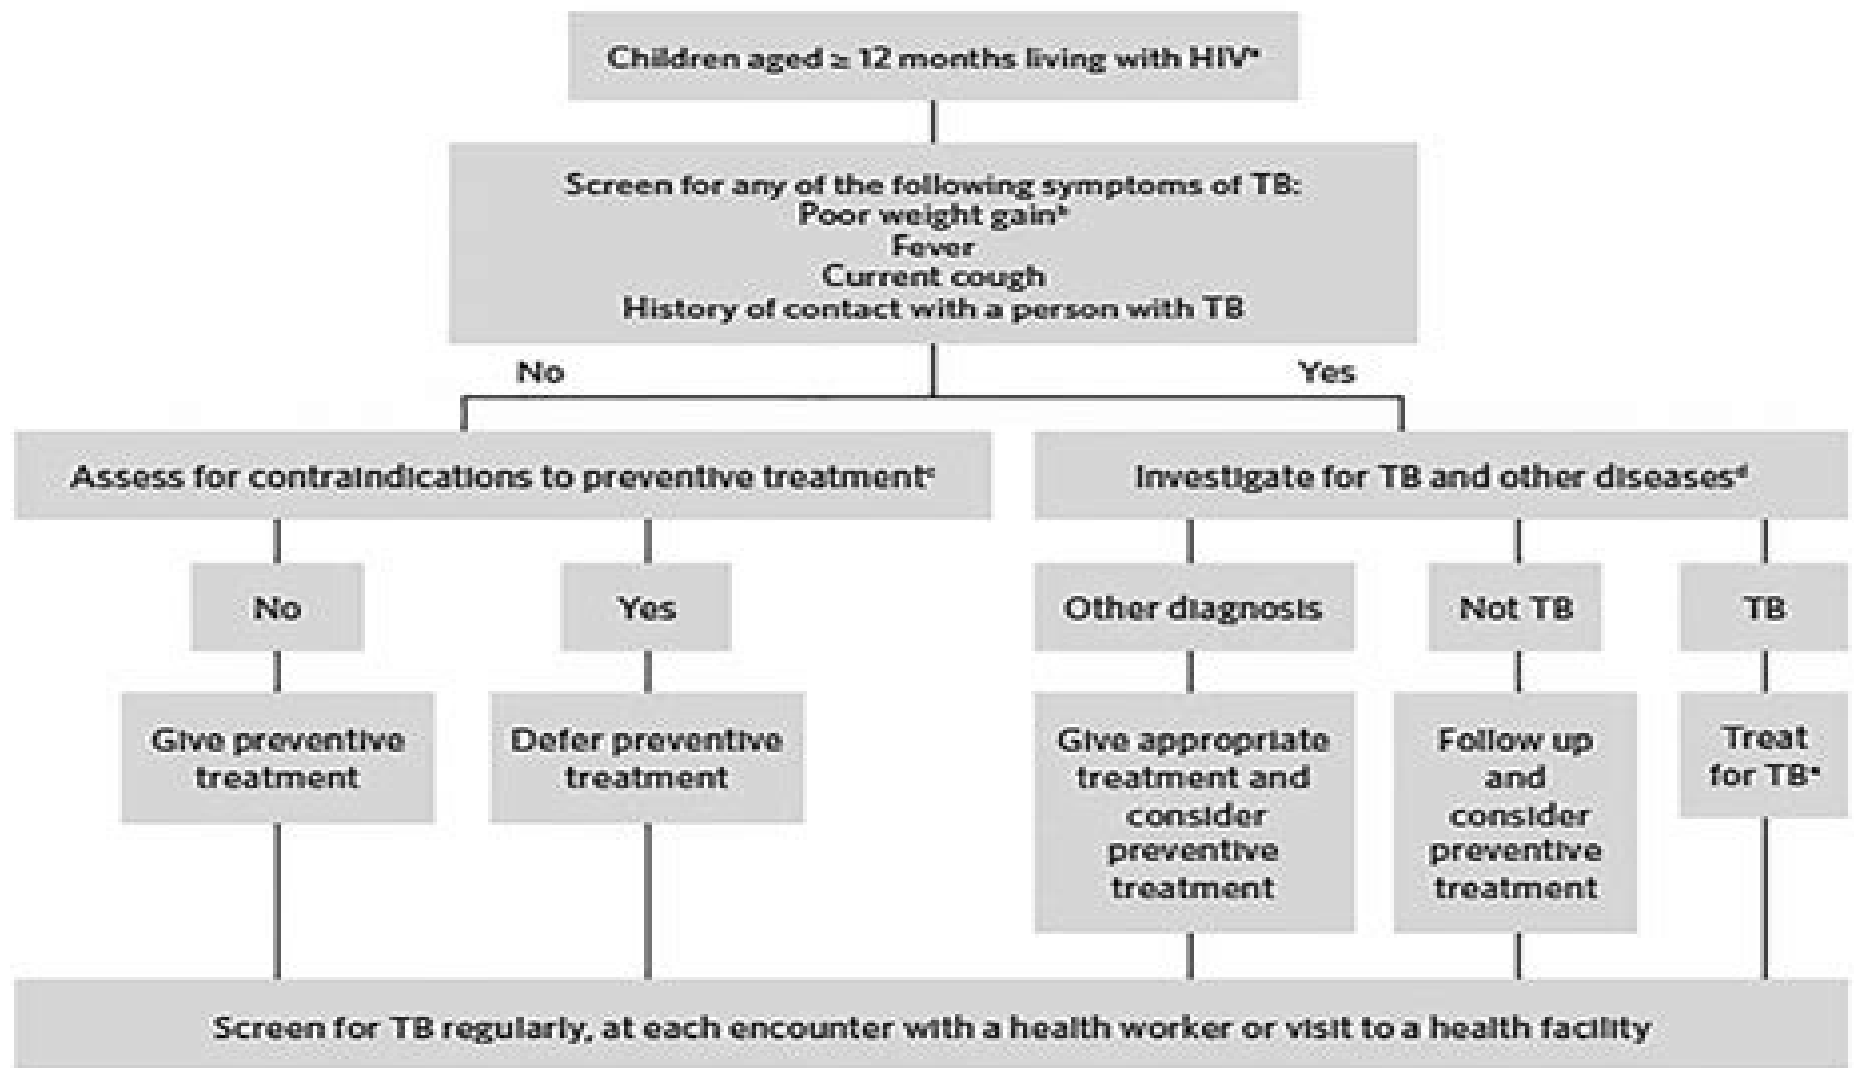 Children aged ≥ 12 months living with HIVᵃ
Screen for any of the following symptoms of TB:
Poor weight gainᵇ
Fever
Current cough
History of contact with a person with TB
No
Yes
Assess for contraindications to preventive treatmentᶜ
Investigate for TB and other diseasesᵈ
No
Yes
Other diagnosis
Not TB
TB
Give preventive
treatment
Defer preventive
treatment
Give appropriate
treatment and
consider
preventive
treatment
Follow up
and
consider
preventive
treatment
Treat
for TBᵉ
Screen for TB regularly, at each encounter with a health worker or visit to a health facility